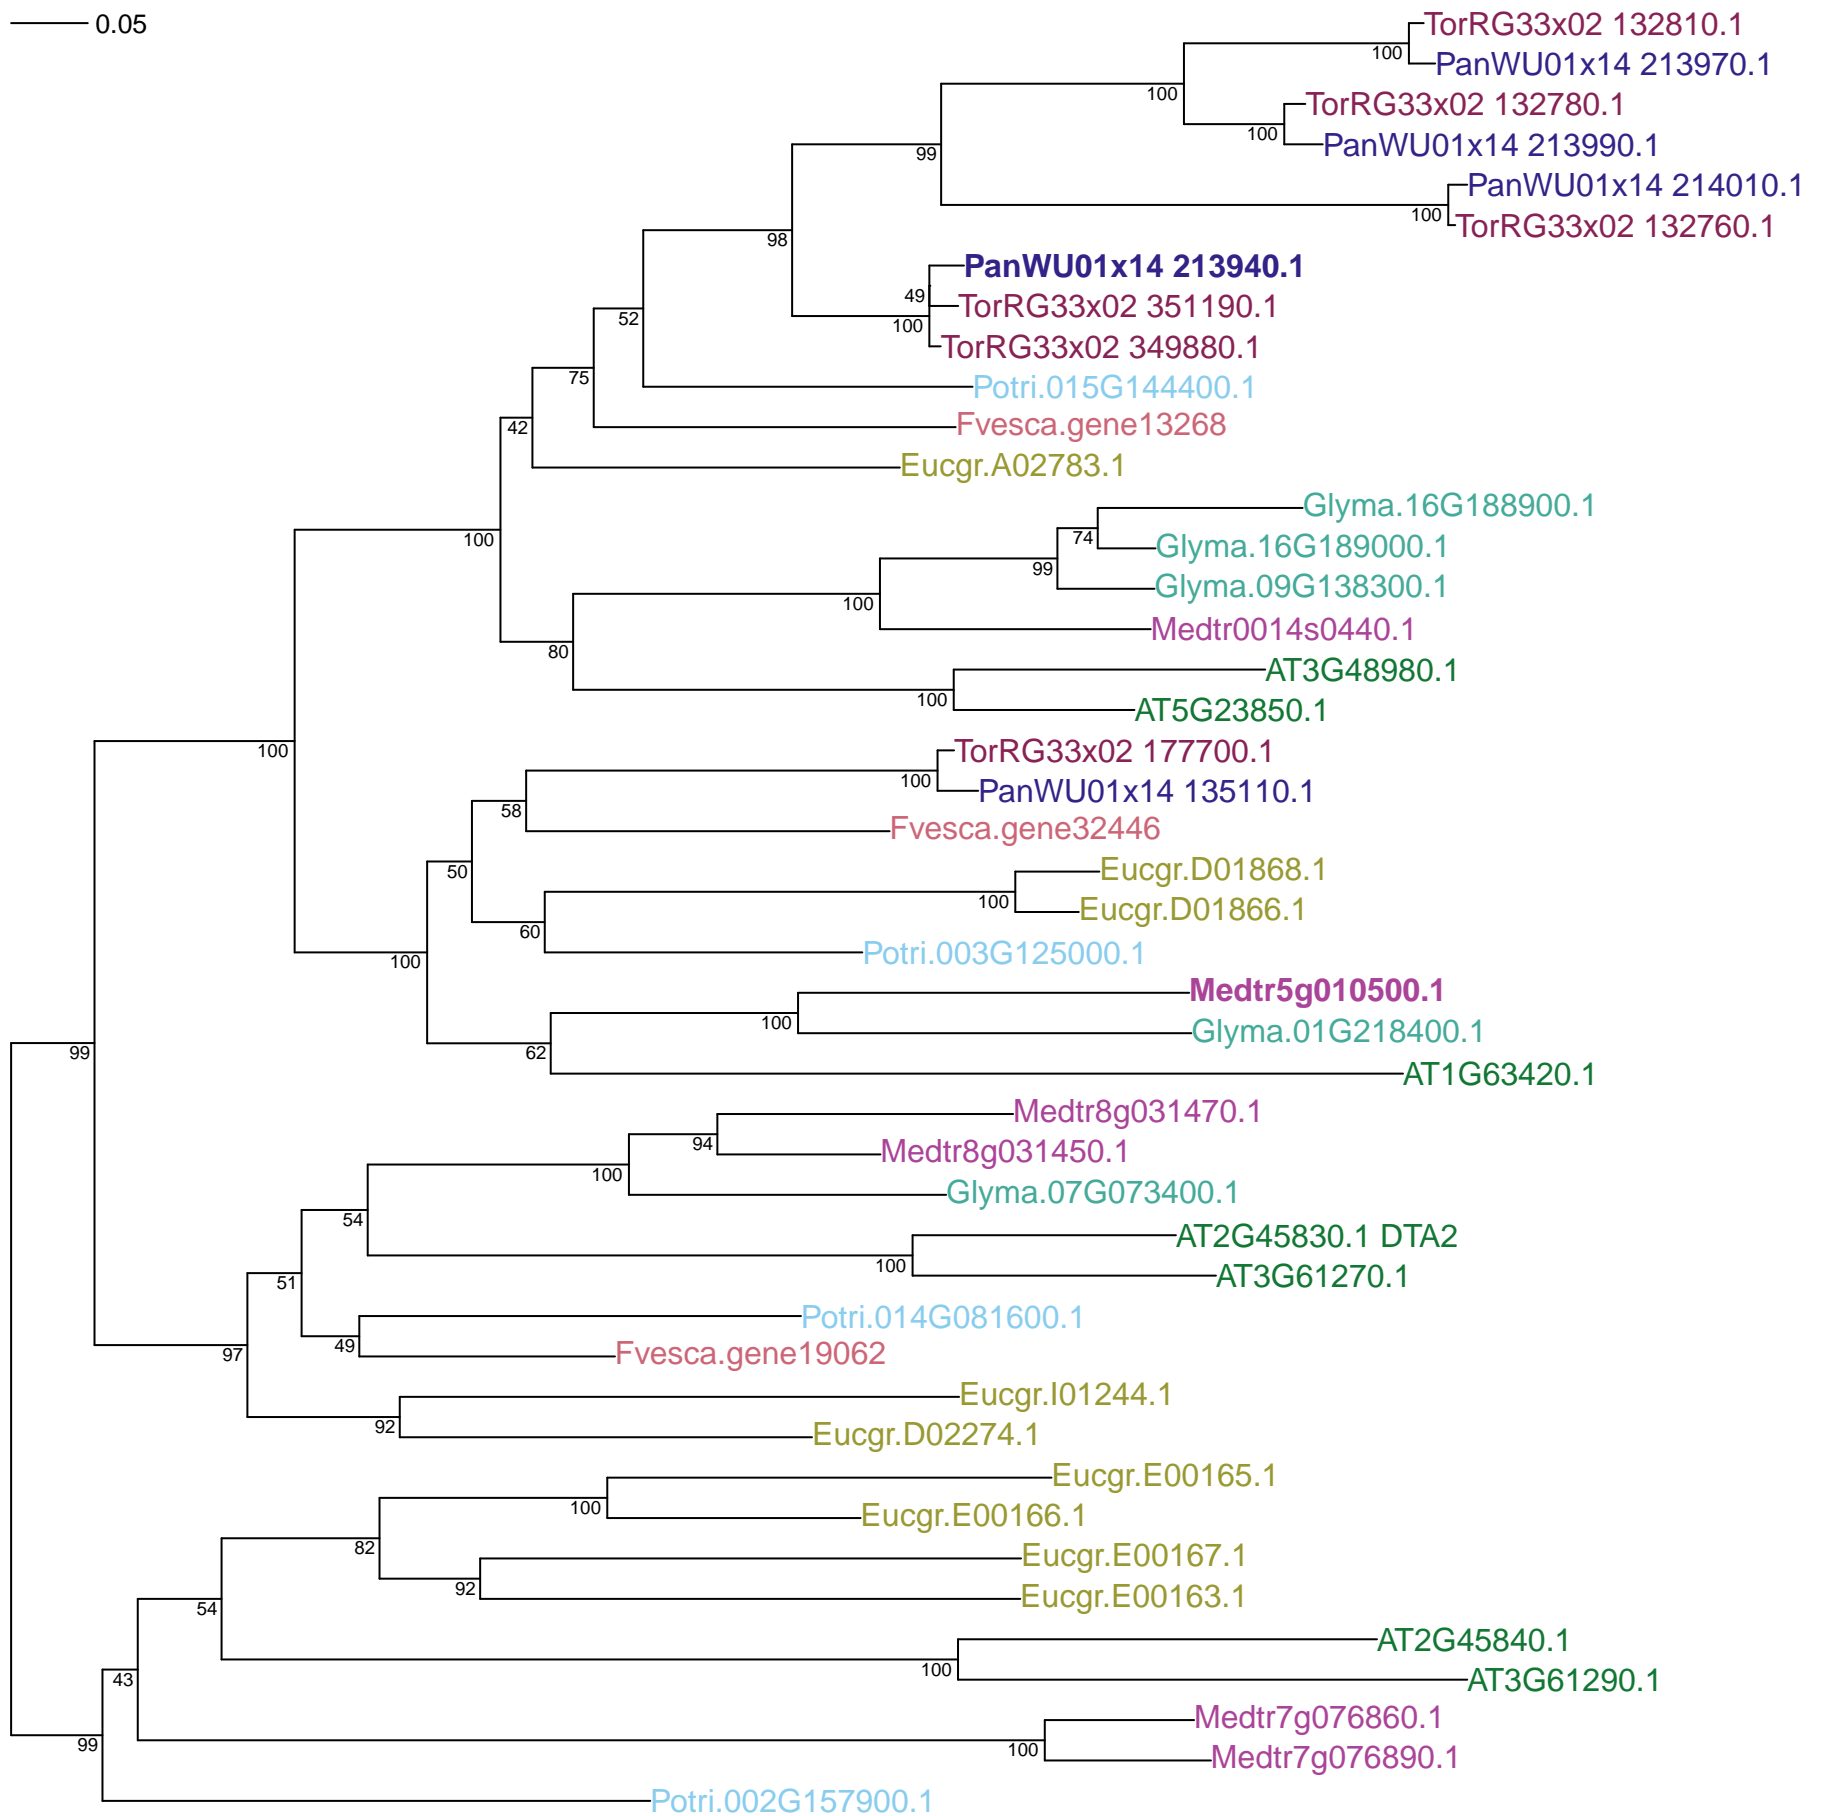 0.05
TorRG33x02 132810.1
100
PanWU01x14 213970.1
100
TorRG33x02 132780.1
100
PanWU01x14 213990.1
99
PanWU01x14 214010.1
100
TorRG33x02 132760.1
98
PanWU01x14 213940.1
49
TorRG33x02 351190.1
100
TorRG33x02 349880.1
52
75
Potri.015G144400.1
42
Fvesca.gene13268
Eucgr.A02783.1
100
Glyma.16G188900.1
74
Glyma.16G189000.1
99
Glyma.09G138300.1
100
Medtr0014s0440.1
80
AT3G48980.1
100
AT5G23850.1
100
TorRG33x02 177700.1
100
PanWU01x14 135110.1
58
Fvesca.gene32446
50
Eucgr.D01868.1
100
Eucgr.D01866.1
60
Potri.003G125000.1
100
Medtr5g010500.1
100
Glyma.01G218400.1
62
AT1G63420.1
99
Medtr8g031470.1
94
Medtr8g031450.1
100
Glyma.07G073400.1
54
AT2G45830.1 DTA2
100
AT3G61270.1
51
Potri.014G081600.1
49
Fvesca.gene19062
97
Eucgr.I01244.1
92
Eucgr.D02274.1
Eucgr.E00165.1
100
Eucgr.E00166.1
82
Eucgr.E00167.1
92
Eucgr.E00163.1
54
AT2G45840.1
100
AT3G61290.1
43
Medtr7g076860.1
100
Medtr7g076890.1
99
Potri.002G157900.1